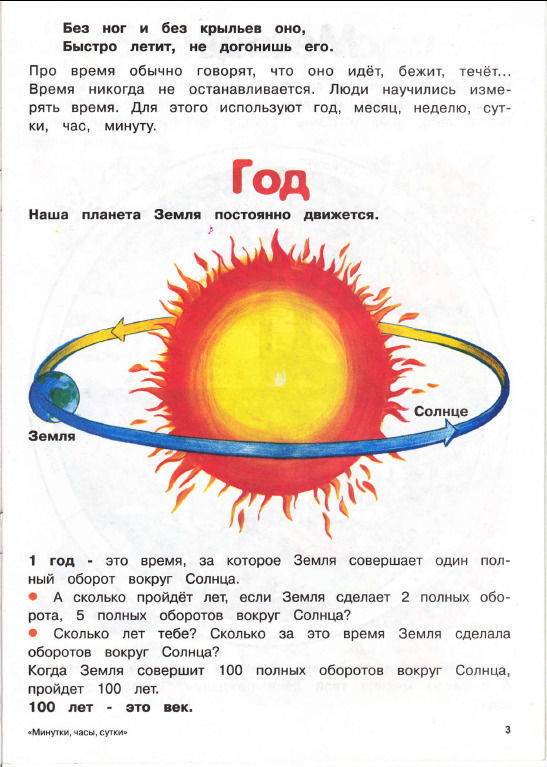 Без ног и без крыльев оно,
Быстро летит, не догонишь его.
Про время обычно говорят, что оно идёт, бежит, течёт...
Время никогда не останавливается. Люди научились изме-
рять время. Для этого используют год, месяц, неделю, сут-
ки, час, минуту.
Год
Наша планета Земля постоянно движется.
Солнце
Земля
1 год - это время, за которое Земля совершает один пол-
ный оборот вокруг Солнца.
• А сколько пройдёт лет, если Земля сделает 2 полных обо-
рота, 5 полных оборотов вокруг Солнца?
• Сколько лет тебе? Сколько за это время Земля сделала
оборотов вокруг Солнца?
Когда Земля совершит 100 полных оборотов вокруг Солнца,
пройдет 100 лет.
100 лет - это век.
«Минутки, часы, сутки»
3